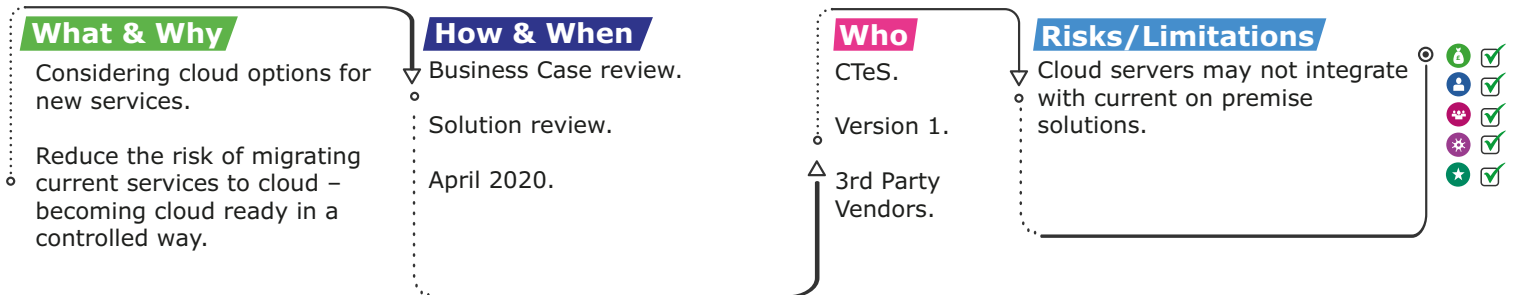 What & Why
Considering cloud options for
new services.
Reduce the risk of migrating
current services to cloud –
becoming cloud ready in a
controlled way.
How & When
Business Case review.
Solution review.
April 2020.
Who
CTeS.
Version 1.
3rd Party
Vendors.
Risks/Limitations
Cloud servers may not integrate
with current on premise
solutions.